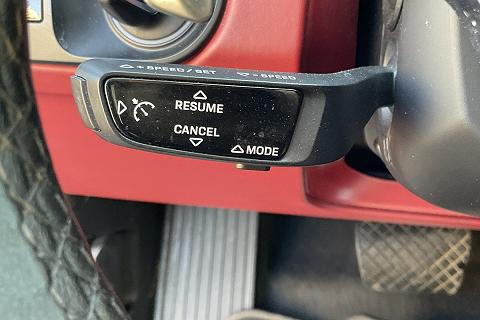 △ + SPEED / SET ▽ - SPEED
△
RESUME
CANCEL
▽
△ MODE